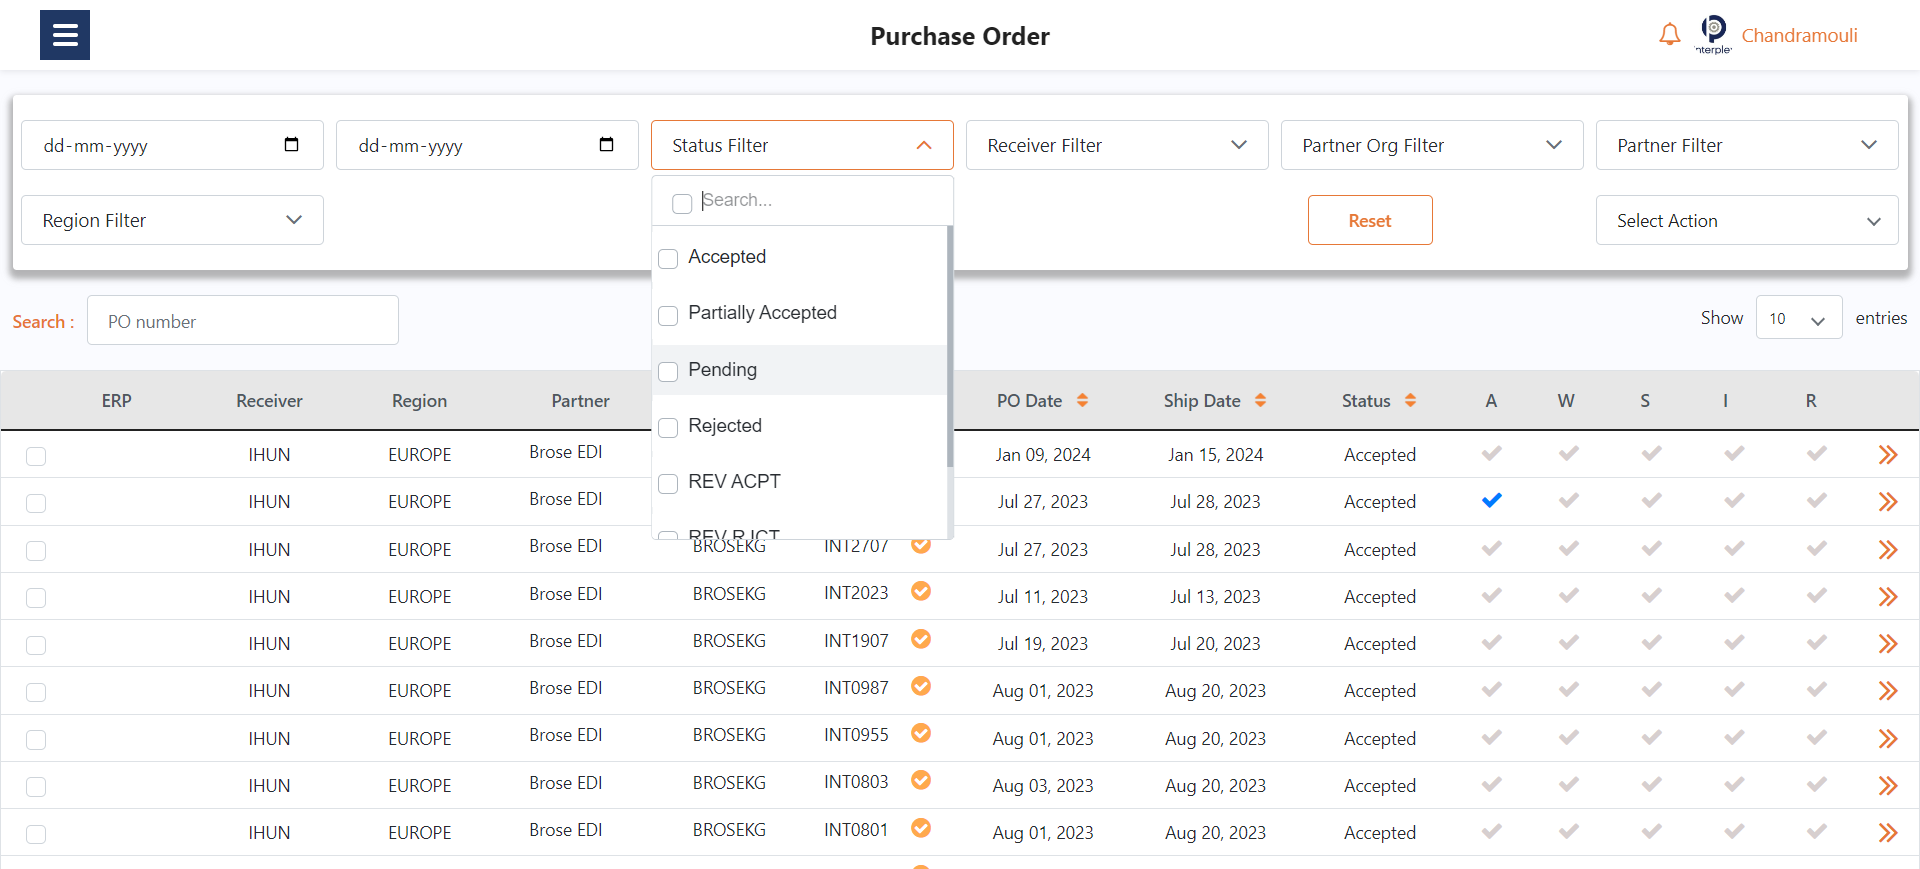 Purchase Order
nterple
Chandramouli
dd-mm-yyyy dd-mm-yyyy Status Filter Receiver Filter Partner Org Filter Partner Filter
Region Filter Search... Reset Select Action
Accepted
Partially Accepted
Pending
Rejected
REV ACPT
REV RJCT
Search : PO number Show 10 entries
ERP Receiver Region Partner PO Date Ship Date Status A W S I R
IHUN EUROPE Brose EDI Jan 09, 2024 Jan 15, 2024 Accepted
IHUN EUROPE Brose EDI Jul 27, 2023 Jul 28, 2023 Accepted
IHUN EUROPE Brose EDI BROSEKG INT2707 Jul 27, 2023 Jul 28, 2023 Accepted
IHUN EUROPE Brose EDI BROSEKG INT2023 Jul 11, 2023 Jul 13, 2023 Accepted
IHUN EUROPE Brose EDI BROSEKG INT1907 Jul 19, 2023 Jul 20, 2023 Accepted
IHUN EUROPE Brose EDI BROSEKG INT0987 Aug 01, 2023 Aug 20, 2023 Accepted
IHUN EUROPE Brose EDI BROSEKG INT0955 Aug 01, 2023 Aug 20, 2023 Accepted
IHUN EUROPE Brose EDI BROSEKG INT0803 Aug 03, 2023 Aug 20, 2023 Accepted
IHUN EUROPE Brose EDI BROSEKG INT0801 Aug 01, 2023 Aug 20, 2023 Accepted